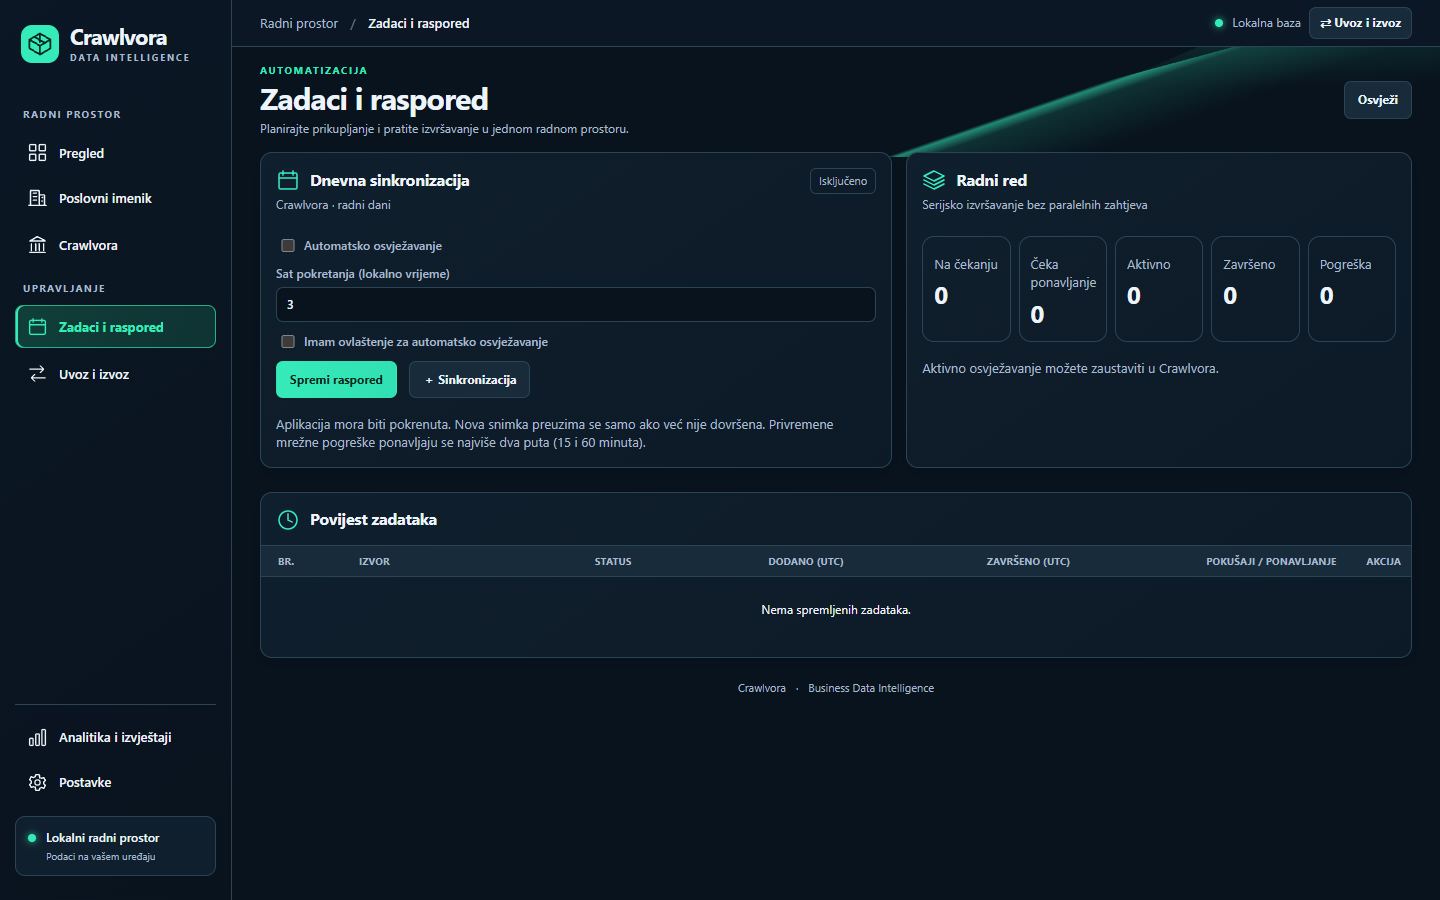 Crawlvora
DATA INTELLIGENCE
RADNI PROSTOR
Pregled
Poslovni imenik
Crawlvora
UPRAVLJANJE
Zadaci i raspored
Uvoz i izvoz
Analitika i izvještaji
Postavke
Lokalni radni prostor
Podaci na vašem uređaju
Radni prostor / Zadaci i raspored
Lokalna baza
⇄ Uvoz i izvoz
AUTOMATIZACIJA
Zadaci i raspored
Planirajte prikupljanje i pratite izvršavanje u jednom radnom prostoru.
Osvježi
Dnevna sinkronizacija
Isključeno
Crawlvora · radni dani
Automatsko osvježavanje
Sat pokretanja (lokalno vrijeme)
3
Imam ovlaštenje za automatsko osvježavanje
Spremi raspored
+ Sinkronizacija
Aplikacija mora biti pokrenuta. Nova snimka preuzima se samo ako već nije dovršena. Privremene
mrežne pogreške ponavljaju se najviše dva puta (15 i 60 minuta).
Radni red
Serijsko izvršavanje bez paralelnih zahtjeva
Na čekanju
0
Čeka
ponavljanje
0
Aktivno
0
Završeno
0
Pogreška
0
Aktivno osvježavanje možete zaustaviti u Crawlvora.
Povijest zadataka
BR. IZVOR STATUS DODANO (UTC) ZAVRŠENO (UTC) POKUŠAJI / PONAVLJANJE AKCIJA
Nema spremljenih zadataka.
Crawlvora · Business Data Intelligence